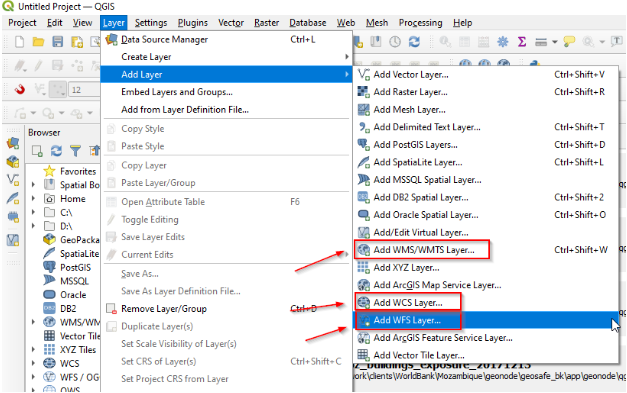 Untitled Project — QGIS
Project Edit View Layer Settings Plugins Vector Raster Database Web Mesh Processing Help
Data Source Manager Ctrl+L
Create Layer
Add Layer
Embed Layers and Groups...
Add from Layer Definition File...
Copy Style
Paste Style
Copy Layer
Paste Layer/Group
Open Attribute Table F6
Toggle Editing
Save Layer Edits
Current Edits
Save As...
Save As Layer Definition File...
Remove Layer/Group Ctrl+D
Duplicate Layer(s)
Set Scale Visibility of Layer(s)
Set CRS of Layer(s) Ctrl+Shift+C
Set Project CRS from Layer
Add Vector Layer... Ctrl+Shift+V
Add Raster Layer... Ctrl+Shift+R
Add Mesh Layer...
Add Delimited Text Layer... Ctrl+Shift+T
Add PostGIS Layers... Ctrl+Shift+D
Add SpatiaLite Layer... Ctrl+Shift+L
Add MSSQL Spatial Layer...
Add DB2 Spatial Layer... Ctrl+Shift+2
Add Oracle Spatial Layer... Ctrl+Shift+O
Add/Edit Virtual Layer...
Add WMS/WMTS Layer... Ctrl+Shift+W
Add XYZ Layer...
Add ArcGIS Map Service Layer...
Add WCS Layer...
Add WFS Layer...
Add ArcGIS Feature Service Layer...
Add Vector Tile Layer...
12
Browser
Favorites
Spatial Bo
Home
C:\
D:\
GeoPacka
SpatiaLite
PostGIS
MSSQL
Oracle
DB2
WMS/WM
Vector Tile
XYZ Tiles
WCS
WFS / OG
OWS
_buildings_exposure_20171213
ork\clients\WorldBank\Mozambique\geonode\geosafe_bk\app\geonode\qg